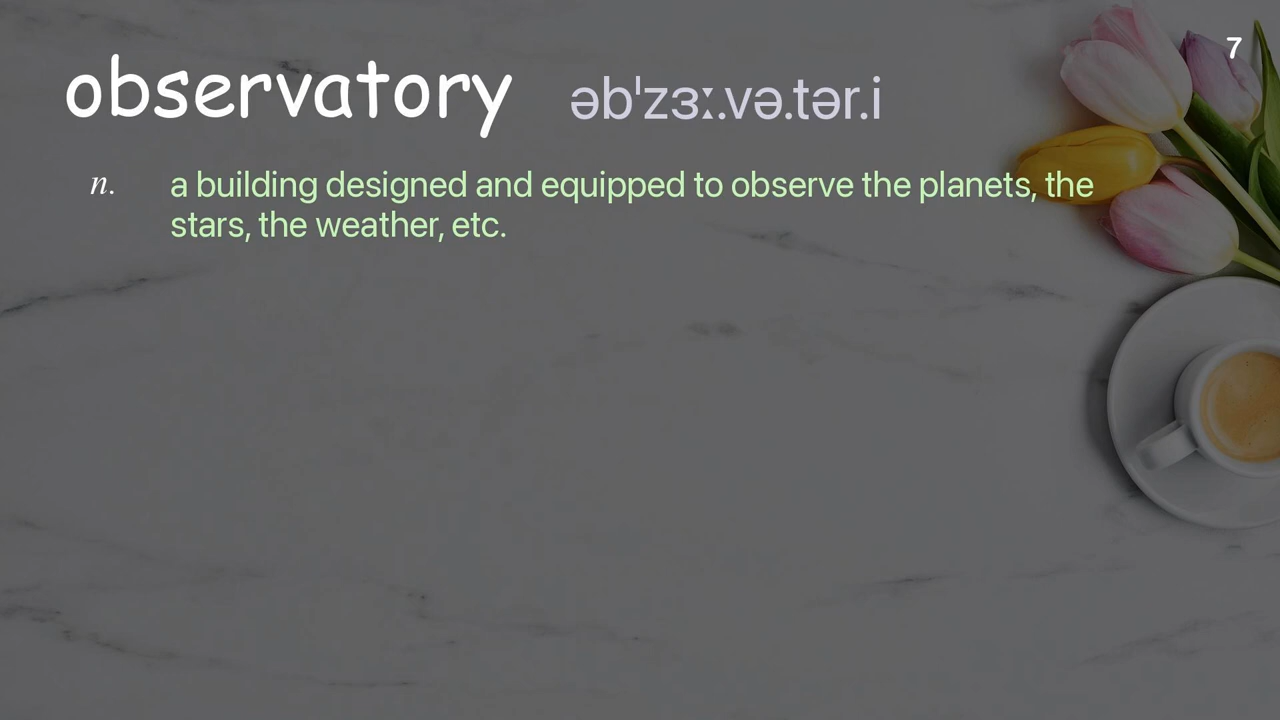 7
observatory əbˈzɜː.və.tər.i
n. a building designed and equipped to observe the planets, the
stars, the weather, etc.